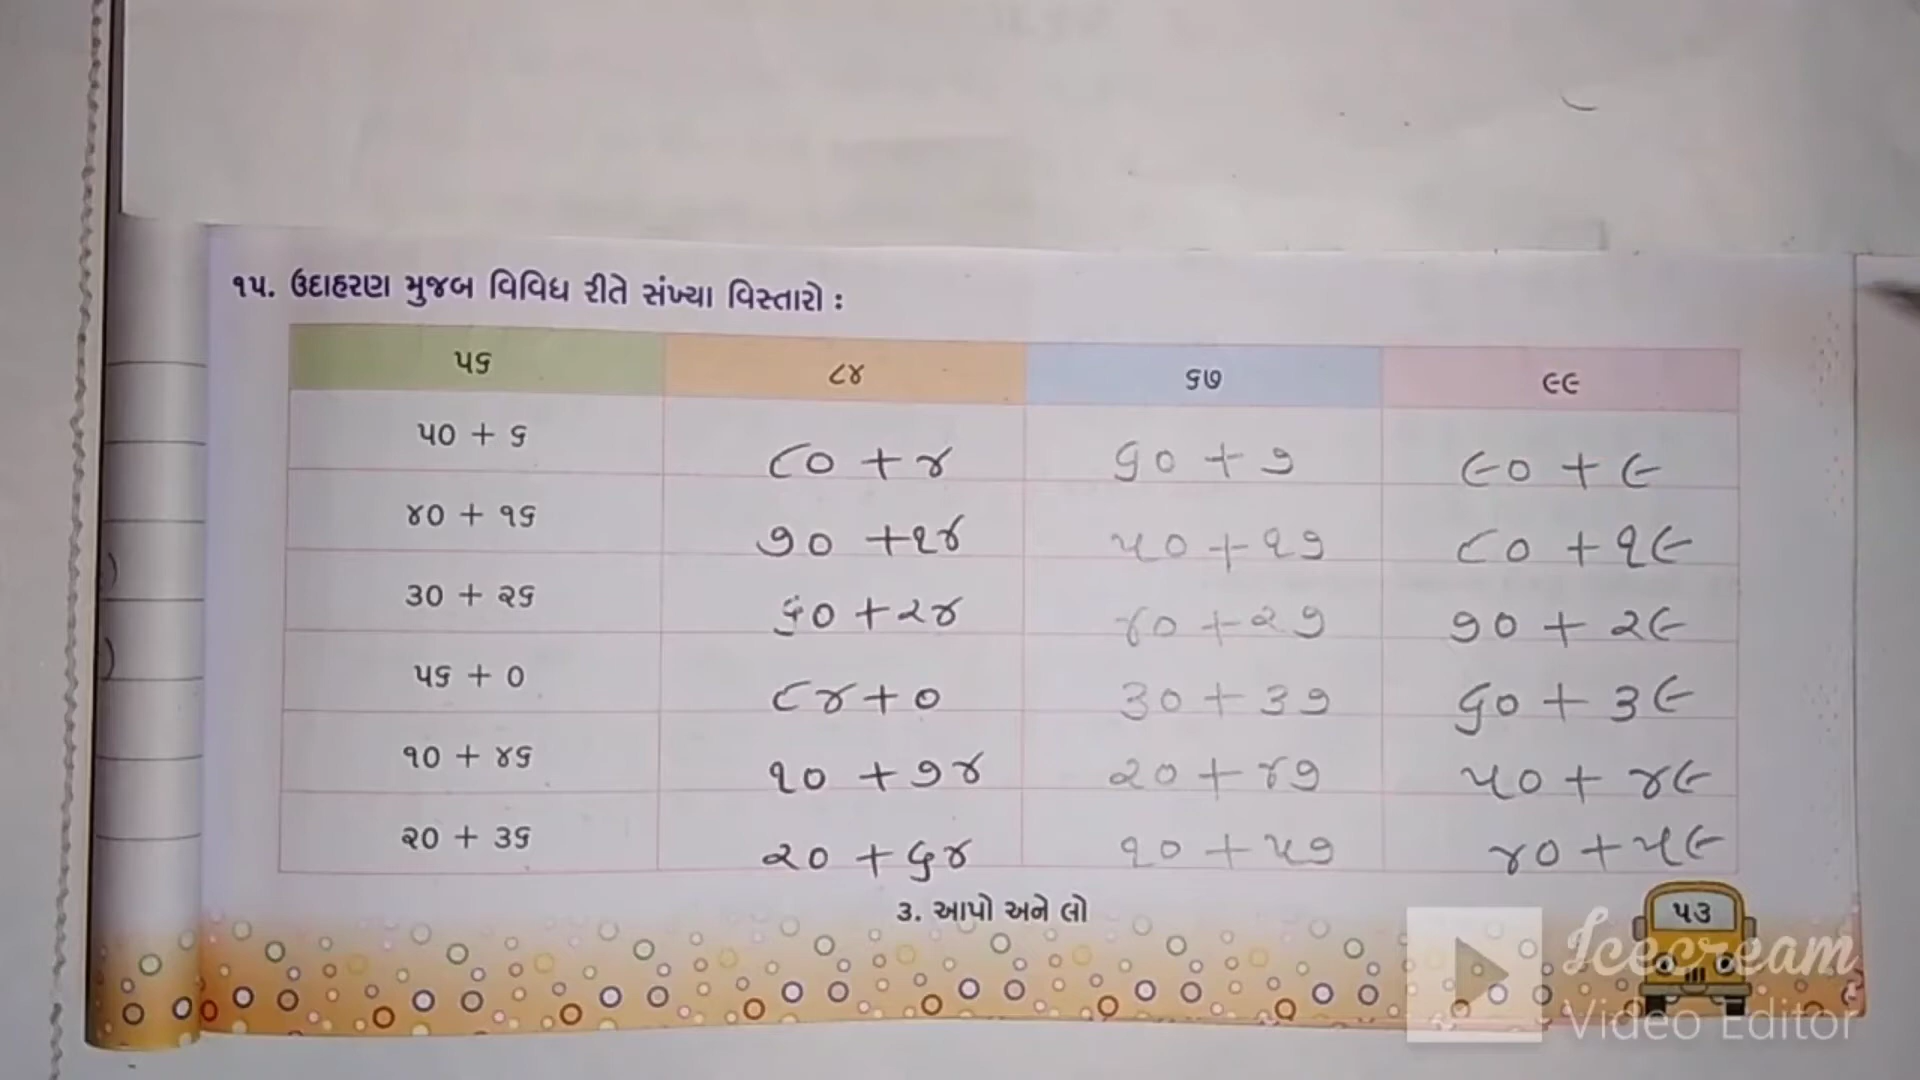 ૧૫. ઉદાહરણ મુજબ વિવિધ રીતે સંખ્યા વિસ્તારો :
૫૬ ૮૪ ૬૭ ૯૯
૫૦ + ૬ ૮૦ + ૪ ૬૦ + ૭ ૯૦ + ૯
૪૦ + ૧૬ ૭૦ + ૧૪ ૫૦ + ૧૭ ૮૦ + ૧૯
૩૦ + ૨૬ ૬૦ + ૨૪ ૪૦ + ૨૭ ૭૦ + ૨૯
૫૬ + ૦ ૮૪ + ૦ ૩૦ + ૩૭ ૬૦ + ૩૯
૧૦ + ૪૬ ૧૦ + ૭૪ ૨૦ + ૪૭ ૫૦ + ૪૯
૨૦ + ૩૬ ૨૦ + ૬૪ ૧૦ + ૫૭ ૪૦ + ૫૯
૩. આપો અને લો
૫૩
Icecream
Video Editor